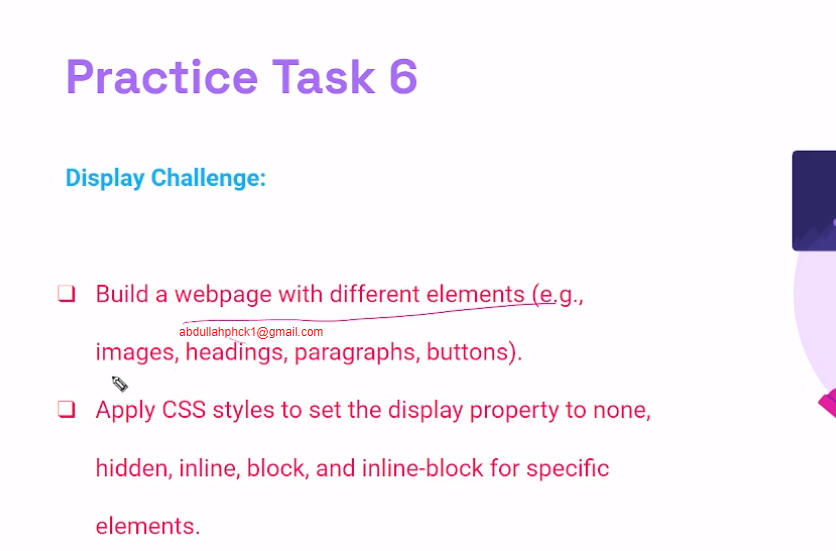 Practice Task 6
Display Challenge:
❏ Build a webpage with different elements (e.g.,
abdullahphck1@gmail.com
images, headings, paragraphs, buttons).
❏ Apply CSS styles to set the display property to none,
hidden, inline, block, and inline-block for specific
elements.